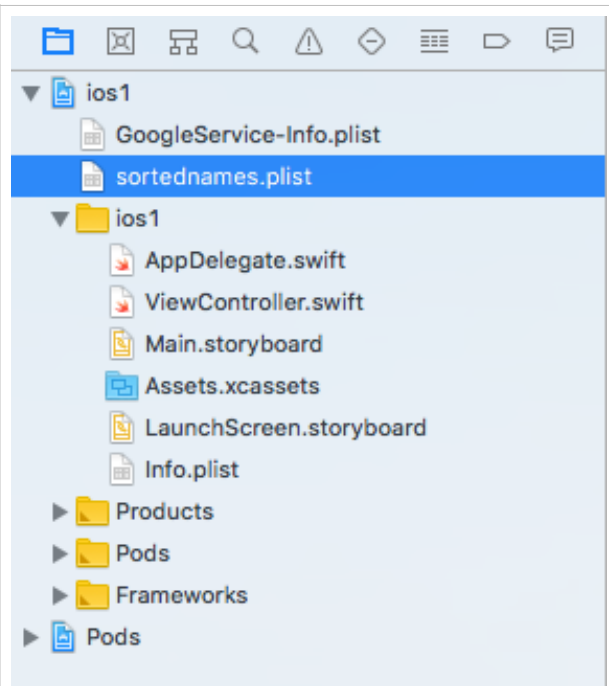 ios1
GoogleService-Info.plist
sortednames.plist
ios1
AppDelegate.swift
ViewController.swift
Main.storyboard
Assets.xcassets
LaunchScreen.storyboard
Info.plist
Products
Pods
Frameworks
Pods